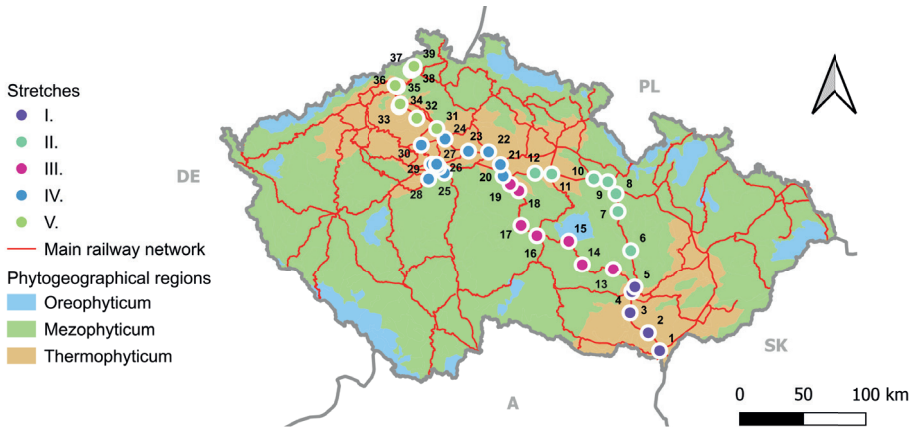 Stretches
I.
II.
III.
IV.
V.
Main railway network
Phytogeographical regions
Oreophyticum
Mezophyticum
Thermophyticum
DE
PL
SK
A
37
39
36
38
35
34
32
33
31
24
23
22
30
27
21
12
29
26
20
11
10
8
28
25
9
19
18
7
17
15
16
6
14
13
5
4
3
2
1
0
50
100 km